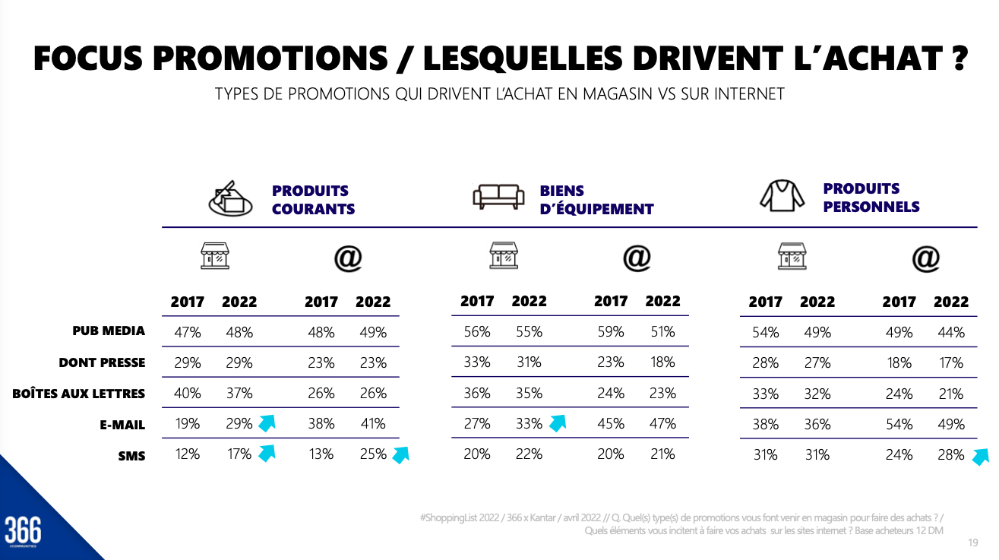 FOCUS PROMOTIONS / LESQUELLES DRIVENT L’ACHAT ?
TYPES DE PROMOTIONS QUI DRIVENT L’ACHAT EN MAGASIN VS SUR INTERNET
PRODUITS
COURANTS
BIENS
D’ÉQUIPEMENT
PRODUITS
PERSONNELS
@ @ @
2017 2022 2017 2022 2017 2022 2017 2022 2017 2022 2017 2022
PUB MEDIA 47% 48% 48% 49% 56% 55% 59% 51% 54% 49% 49% 44%
DONT PRESSE 29% 29% 23% 23% 33% 31% 23% 18% 28% 27% 18% 17%
BOÎTES AUX LETTRES 40% 37% 26% 26% 36% 35% 24% 23% 33% 32% 24% 21%
E-MAIL 19% 29% 38% 41% 27% 33% 45% 47% 38% 36% 54% 49%
SMS 12% 17% 13% 25% 20% 22% 20% 21% 31% 31% 24% 28%
#ShoppingList 2022 / 366 x Kantar / avril 2022 // Q. Quel(s) type(s) de promotions vous font venir en magasin pour faire des achats ? /
Quels éléments vous incitent à faire vos achats sur les sites internet ? Base acheteurs 12 DM
366
#COMMUNITIES
19